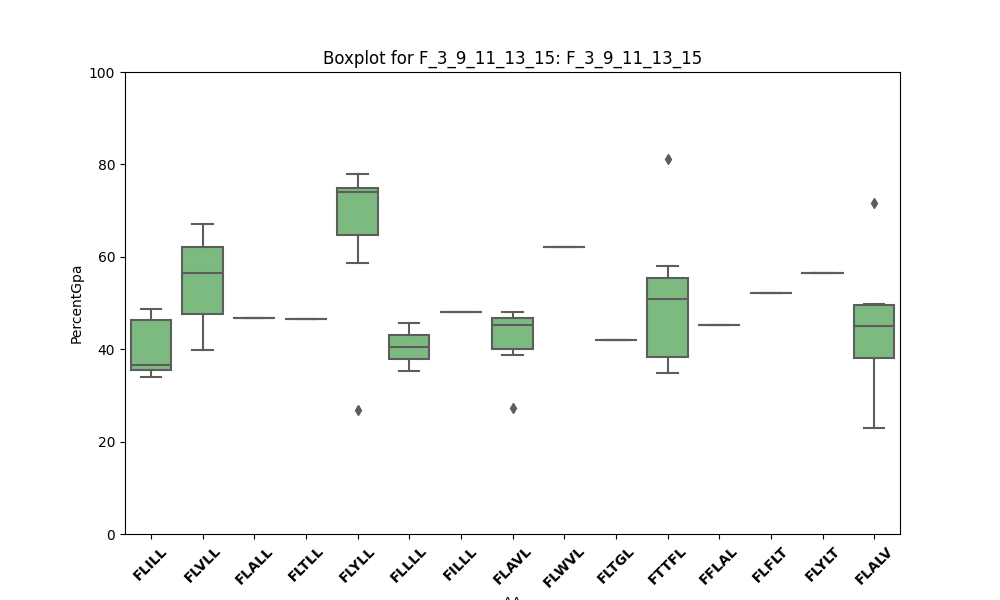 Boxplot for F_3_9_11_13_15: F_3_9_11_13_15
100
80
60
40
20
0
PercentGpa
FLILL FLVLL FLALL FLTLL FLYLL FLLLL FILLL FLAVL FLWVL FLTGL FTTFL FFLAL FLFLT FLYLT FLALV